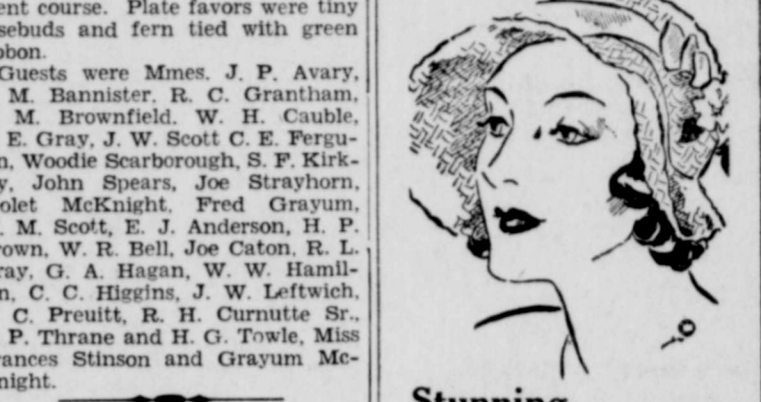 ent course. Plate favors were tiny
sebuds and fern tied with green
bbon.
Guests were Mmes. J. P. Avary,
M. Bannister, R. C. Grantham,
M. Brownfield, W. H. Cauble,
E. Gray, J. W. Scott C. E. Fergu-
n, Woodie Scarborough, S. F. Kirk-
y, John Spears, Joe Strayhorn,
olet McKnight, Fred Grayum,
. M. Scott, E. J. Anderson, H. P.
rown, W. R. Bell, Joe Caton, R. L.
ray, G. A. Hagan, W. W. Hamil-
n, C. C. Higgins, J. W. Leftwich,
C. Preuitt, R. H. Curnutte Sr.,
P. Thrane and H. G. Towle, Miss
rances Stinson and Grayum Mc-
night.
Stunning